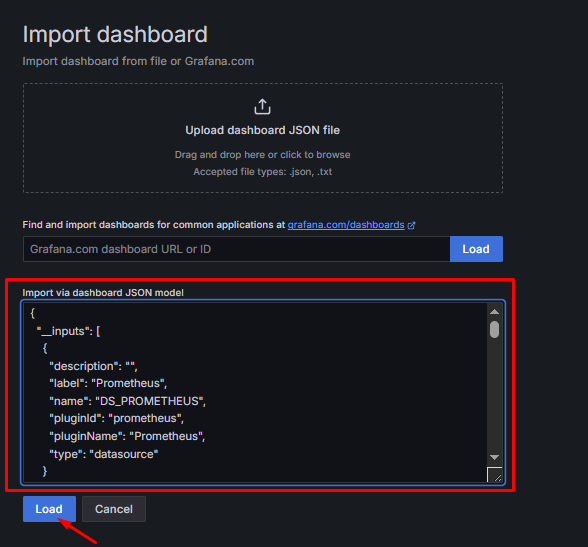 Import dashboard
Import dashboard from file or Grafana.com
Upload dashboard JSON file
Drag and drop here or click to browse
Accepted file types: .json, .txt
Find and import dashboards for common applications at grafana.com/dashboards
Grafana.com dashboard URL or ID
Load
Import via dashboard JSON model
{
"__inputs": [
{
"description": "",
"label": "Prometheus",
"name": "DS_PROMETHEUS",
"pluginId": "prometheus",
"pluginName": "Prometheus",
"type": "datasource"
}
Load
Cancel